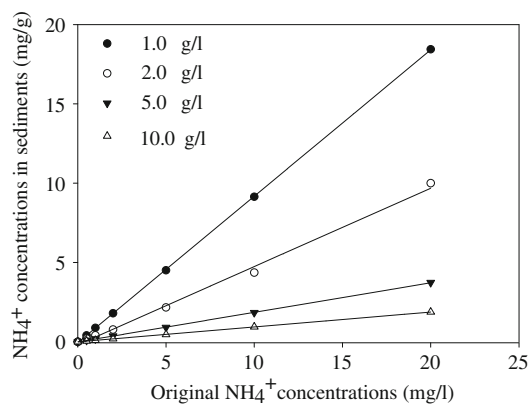 NH4+ concentrations in sediments (mg/g)
20
15
10
5
0
1.0 g/l
2.0 g/l
5.0 g/l
10.0 g/l
0 5 10 15 20 25
Original NH4+concentrations (mg/l)